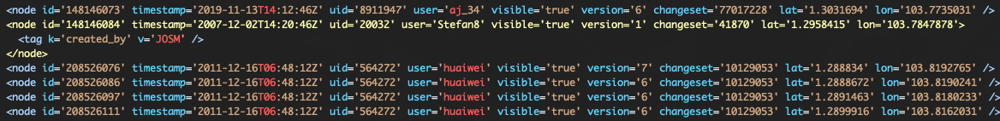 <node id='148146073' timestamp='2019-11-13T14:12:46Z' uid='8911947' user='aj_34' visible='true' version='6' changeset='77017228' lat='1.3031694' lon='103.7735031' />
<node id='148146084' timestamp='2007-12-02T14:20:46Z' uid='20032' user='Stefan8' visible='true' version='1' changeset='41870' lat='1.2958415' lon='103.7847878'>
  <tag k='created_by' v='JOSM' />
</node>
<node id='208526076' timestamp='2011-12-16T06:48:12Z' uid='564272' user='huaiwei' visible='true' version='7' changeset='10129053' lat='1.288834' lon='103.8192765' />
<node id='208526086' timestamp='2011-12-16T06:48:12Z' uid='564272' user='huaiwei' visible='true' version='6' changeset='10129053' lat='1.2888672' lon='103.8190241' />
<node id='208526097' timestamp='2011-12-16T06:48:12Z' uid='564272' user='huaiwei' visible='true' version='6' changeset='10129053' lat='1.2891463' lon='103.8180233' />
<node id='208526111' timestamp='2011-12-16T06:48:12Z' uid='564272' user='huaiwei' visible='true' version='6' changeset='10129053' lat='1.2899916' lon='103.8162031' />